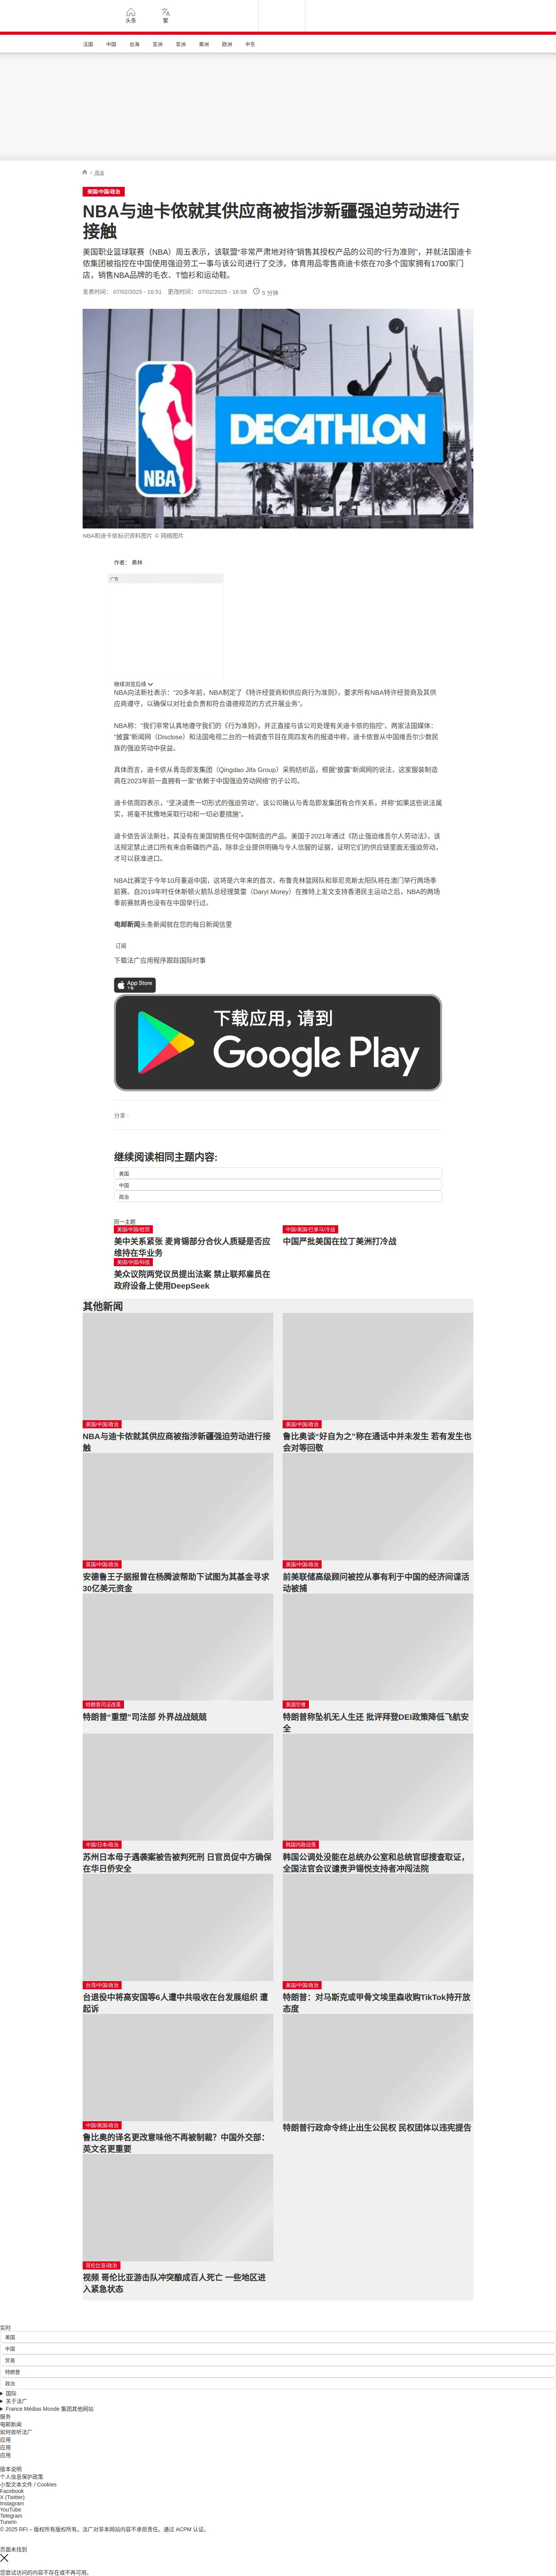 头条
繁
法国 中国 台海 亚洲 非洲 美洲 欧洲 中东
/ 政治
美国/中国/政治
NBA与迪卡侬就其供应商被指涉新疆强迫劳动进行
接触
美国职业篮球联赛（NBA）周五表示，该联盟“非常严肃地对待”销售其授权产品的公司的“行为准则”，并就法国迪卡
侬集团被指控在中国使用强迫劳工一事与该公司进行了交涉。体育用品零售商迪卡侬在70多个国家拥有1700家门
店，销售NBA品牌的毛衣、T恤衫和运动鞋。
发表时间： 07/02/2025 - 16:51 更改时间： 07/02/2025 - 16:58 5 分钟
NBA
DECATHLON
NBA和迪卡侬标识资料图片 © 网络图片
作者： 弗林
广告
继续浏览后续
NBA向法新社表示：“20多年前，NBA制定了《特许经营商和供应商行为准则》，要求所有NBA特许经营商及其供
应商遵守，以确保以对社会负责和符合道德规范的方式开展业务”。
NBA称：“我们非常认真地遵守我们的《行为准则》，并正直接与该公司处理有关迪卡侬的指控”。两家法国媒体：
“披露”新闻网（Disclose）和法国电视二台的一档调查节目在周四发布的报道中称，迪卡侬曾从中国维吾尔少数民
族的强迫劳动中获益。
具体而言，迪卡侬从青岛即发集团（Qingdao Jifa Group）采购纺织品，根据“披露”新闻网的说法，这家服装制造
商在2023年前一直拥有一家“依赖于中国强迫劳动网络”的子公司。
迪卡侬周四表示，“坚决谴责一切形式的强迫劳动”。该公司确认与青岛即发集团有合作关系，并称“如果这些说法属
实，将毫不犹豫地采取行动和一切必要措施”。
迪卡侬告诉法新社，其没有在美国销售任何中国制造的产品。美国于2021年通过《防止强迫维吾尔人劳动法》，该
法规定禁止进口所有来自新疆的产品，除非企业提供明确与令人信服的证据，证明它们的供应链里面无强迫劳动，
才可以获准进口。
NBA比赛定于今年10月重返中国，这将是六年来的首次，布鲁克林篮网队和菲尼克斯太阳队将在澳门举行两场季
前赛。自2019年时任休斯顿火箭队总经理莫雷（Daryl Morey）在推特上发文支持香港民主运动之后，NBA的两场
季前赛就再也没有在中国举行过。
电邮新闻头条新闻就在您的每日新闻信里
订阅
下载法广应用程序跟踪国际时事
App Store
下载
下载应用，请到
Google Play
分享 :
继续阅读相同主题内容:
美国
中国
政治
同一主题
美国/中国/经贸
美中关系紧张 麦肯锡部分合伙人质疑是否应
维持在华业务
中国/美国/巴拿马/冷战
中国严批美国在拉丁美洲打冷战
美国/中国/科技
美众议院两党议员提出法案 禁止联邦雇员在
政府设备上使用DeepSeek
其他新闻
美国/中国/政治
NBA与迪卡侬就其供应商被指涉新疆强迫劳动进行接
触
美国/中国/政治
鲁比奥谈“好自为之”称在通话中并未发生 若有发生也
会对等回敬
英国/中国/政治
安德鲁王子据报曾在杨腾波帮助下试图为其基金寻求
30亿美元资金
美国/中国/政治
前美联储高级顾问被控从事有利于中国的经济间谍活
动被捕
特朗普司法改革
特朗普“重塑”司法部 外界战战兢兢
美国空难
特朗普称坠机无人生还 批评拜登DEI政策降低飞航安
全
中国/日本/政治
苏州日本母子遇袭案被告被判死刑 日官员促中方确保
在华日侨安全
韩国内政动荡
韩国公调处没能在总统办公室和总统官邸搜查取证，
全国法官会议谴责尹锡悦支持者冲闯法院
台湾/中国/政治
台退役中将高安国等6人遭中共吸收在台发展组织 遭
起诉
美国/中国/政治
特朗普：对马斯克或甲骨文埃里森收购TikTok持开放
态度
中国/美国/政治
鲁比奥的译名更改意味他不再被制裁？中国外交部：
英文名更重要
特朗普行政命令终止出生公民权 民权团体以违宪提告
哥伦比亚/政治
视频 哥伦比亚游击队冲突酿成百人死亡 一些地区进
入紧急状态
实时
美国
中国
贸易
特朗普
政治
国际
关于法广
France Médias Monde 集团其他网站
服务
电邮新闻
如何收听法广
应用
应用
应用
版本说明
个人信息保护政策
小型文本文件 / Cookies
Facebook
X (Twitter)
Instagram
YouTube
Telegram
TuneIn
© 2025 RFI – 版权所有版权所有。法广对非本网站内容不承担责任。通过 ACPM 认证。
页面未找到
您尝试访问的内容不存在或不再可用。